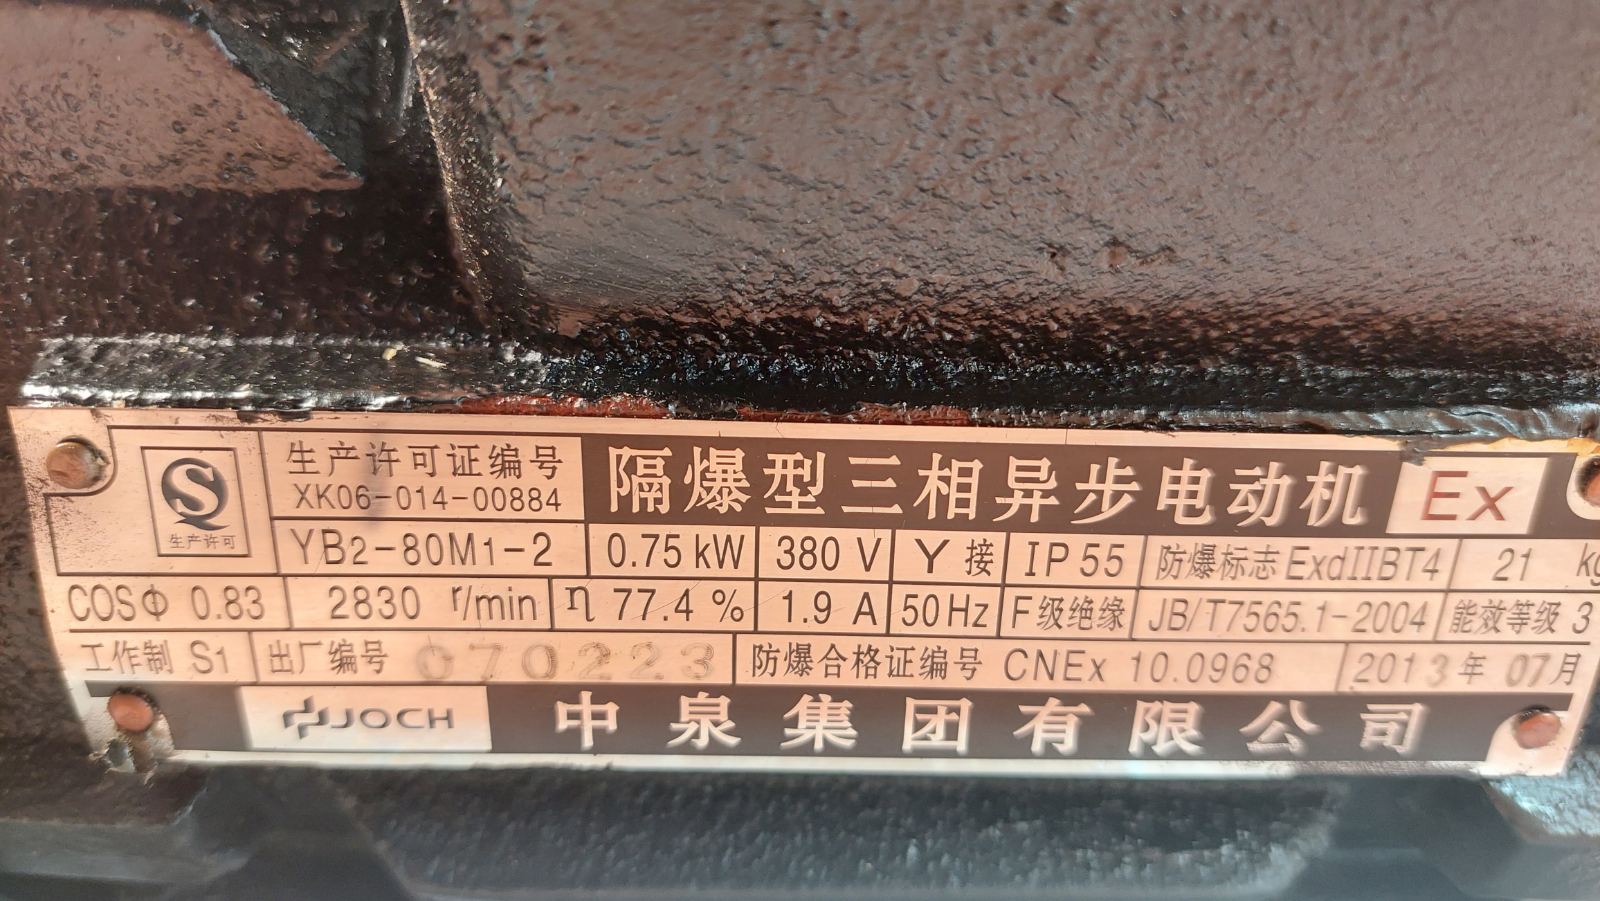 生产许可证编号
XK06-014-00884
隔爆型三相异步电动机 Ex
S
生产许可
YB2-80M1-2 0.75 kW 380 V Y 接 IP 55 防爆标志 ExdIIBT4 21 kg
COSΦ 0.83 2830 r/min η 77.4 % 1.9 A 50 Hz F级绝缘 JB/T7565.1-2004 能效等级 3
工作制 S1 出厂编号 070223 防爆合格证编号 CNEx 10.0968 2013年07月
JOCH 中泉集团有限公司